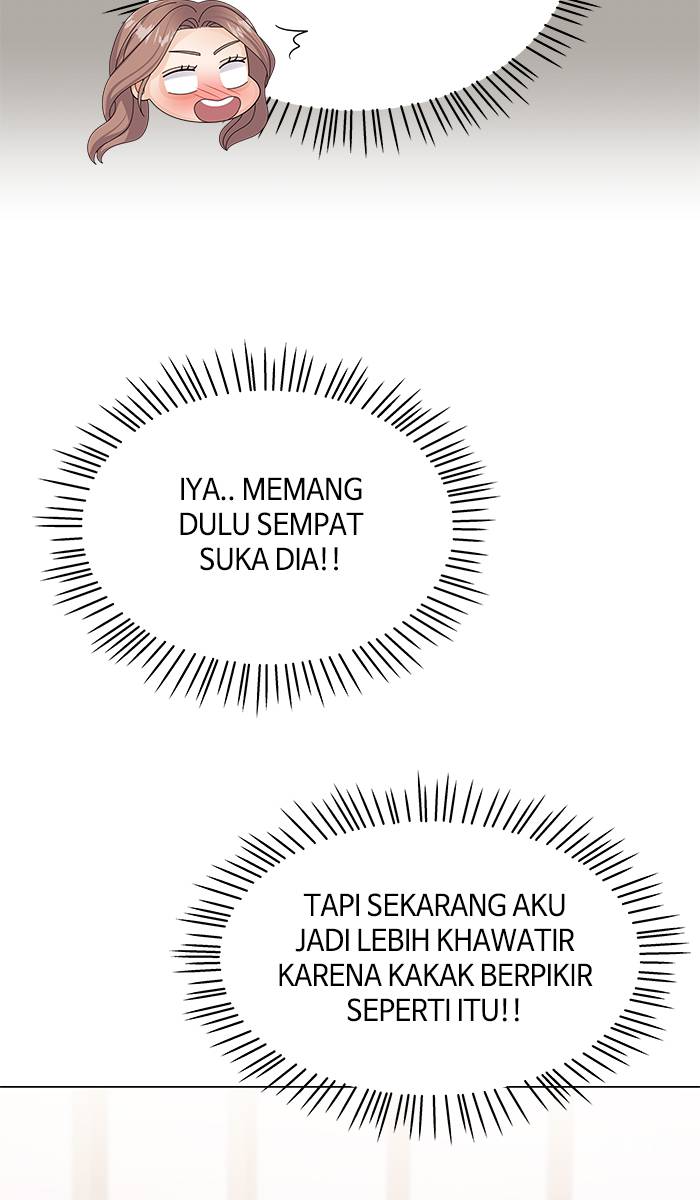 IYA.. MEMANG
DULU SEMPAT
SUKA DIA!!
TAPI SEKARANG AKU
JADI LEBIH KHAWATIR
KARENA KAKAK BERPIKIR
SEPERTI ITU!!